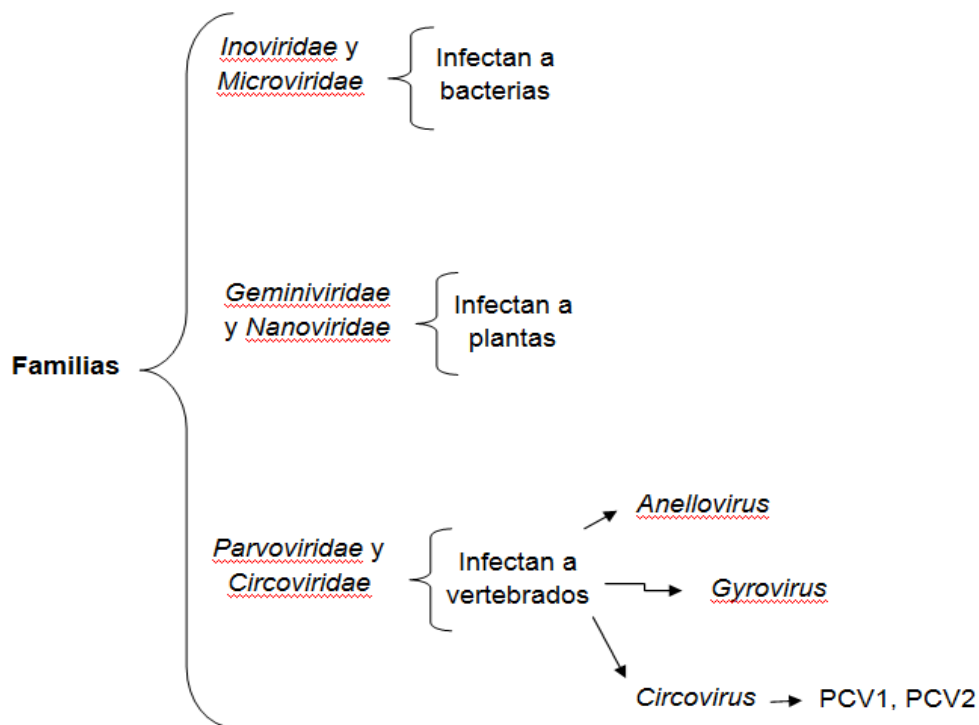 Inoviridae y
Microviridae
Infectan a
bacterias
Geminiviridae
y Nanoviridae
Infectan a
plantas
Familias
Parvoviridae y
Circoviridae
Infectan a
vertebrados
Anellovirus
Gyrovirus
Circovirus
PCV1, PCV2